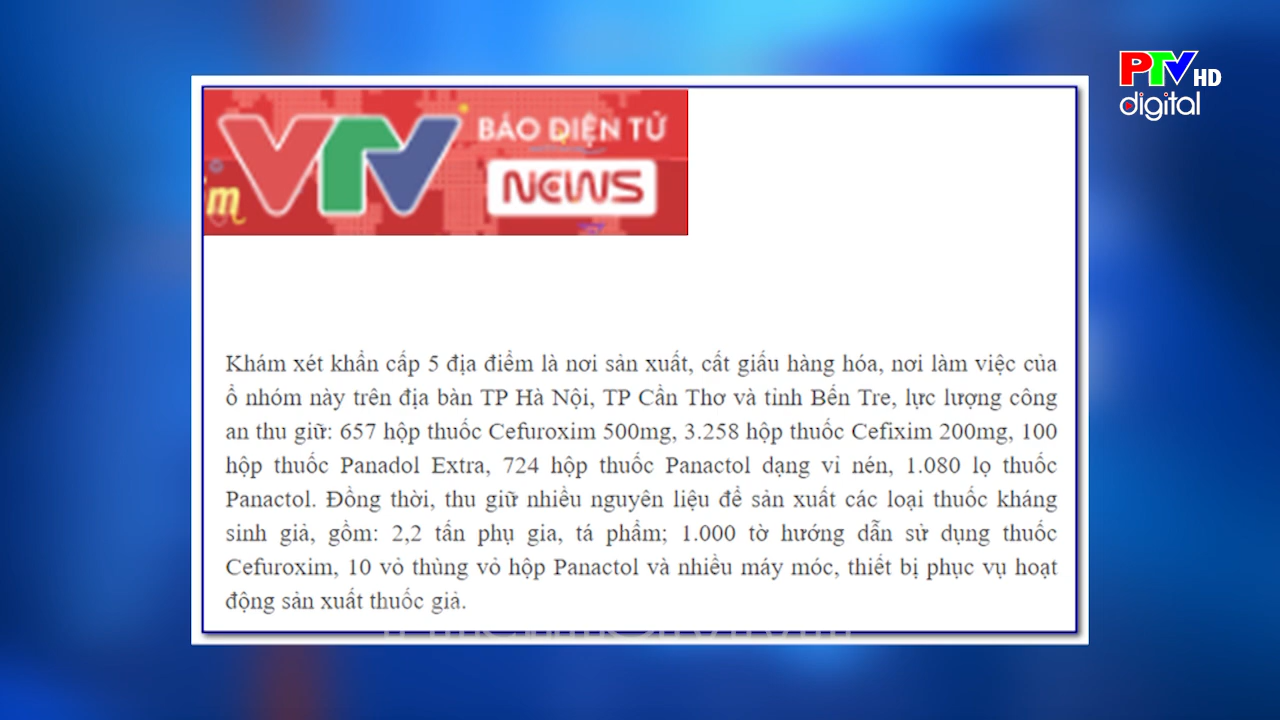 PTV HD
digital
VTV BÁO ĐIỆN TỬ
NEWS
im
Khám xét khẩn cấp 5 địa điểm là nơi sản xuất, cất giấu hàng hóa, nơi làm việc của
ổ nhóm này trên địa bàn TP Hà Nội, TP Cần Thơ và tỉnh Bến Tre, lực lượng công
an thu giữ: 657 hộp thuốc Cefuroxim 500mg, 3.258 hộp thuốc Cefixim 200mg, 100
hộp thuốc Panadol Extra, 724 hộp thuốc Panactol dạng vỉ nén, 1.080 lọ thuốc
Panactol. Đồng thời, thu giữ nhiều nguyên liệu để sản xuất các loại thuốc kháng
sinh giả, gồm: 2,2 tấn phụ gia, tá phẩm; 1.000 tờ hướng dẫn sử dụng thuốc
Cefuroxim, 10 vỏ thùng vỏ hộp Panactol và nhiều máy móc, thiết bị phục vụ hoạt
động sản xuất thuốc giả.